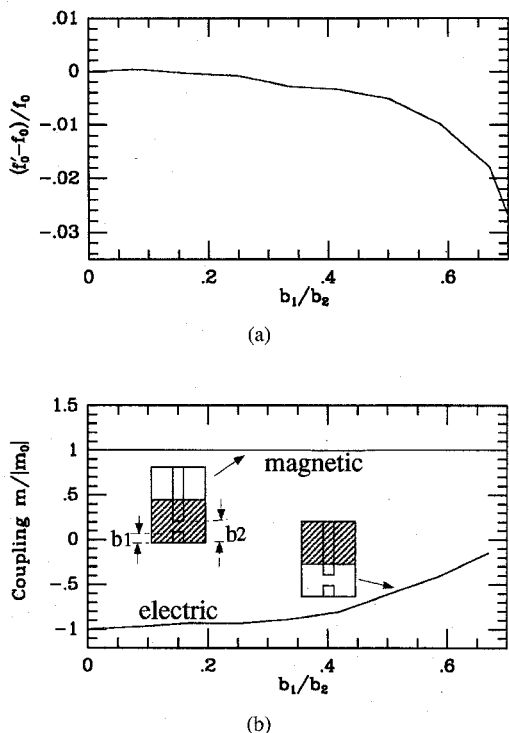 .01
0
-.01
-.02
-.03
(f₀′-f₀)/f₀
0 .2 .4 .6
b₁/b₂
(a)
1.5
1
.5
0
-.5
-1
Coupling m/|m₀|
magnetic
b1
b2
electric
0 .2 .4 .6
b₁/b₂
(b)